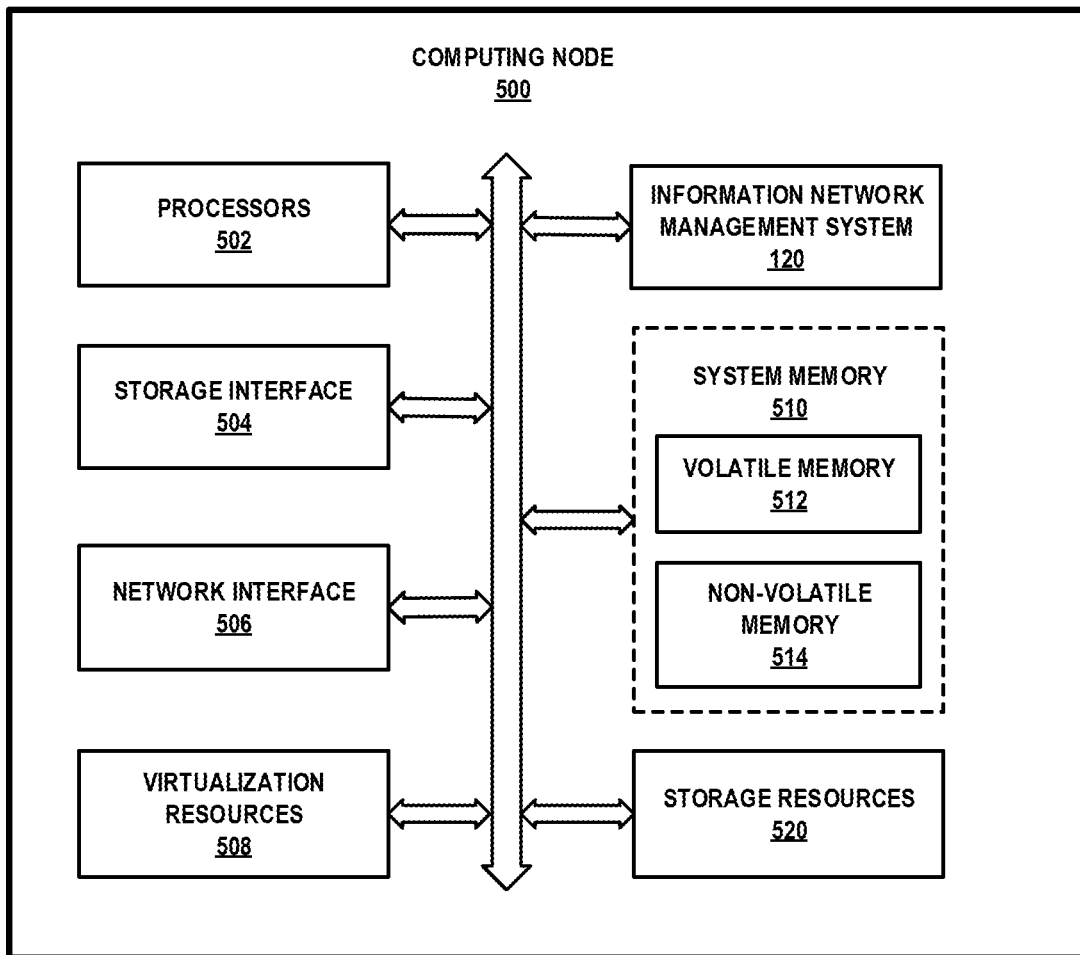 COMPUTING NODE
500
PROCESSORS
502
INFORMATION NETWORK
MANAGEMENT SYSTEM
120
STORAGE INTERFACE
504
SYSTEM MEMORY
510
VOLATILE MEMORY
512
NETWORK INTERFACE
506
NON-VOLATILE
MEMORY
514
VIRTUALIZATION
RESOURCES
508
STORAGE RESOURCES
520